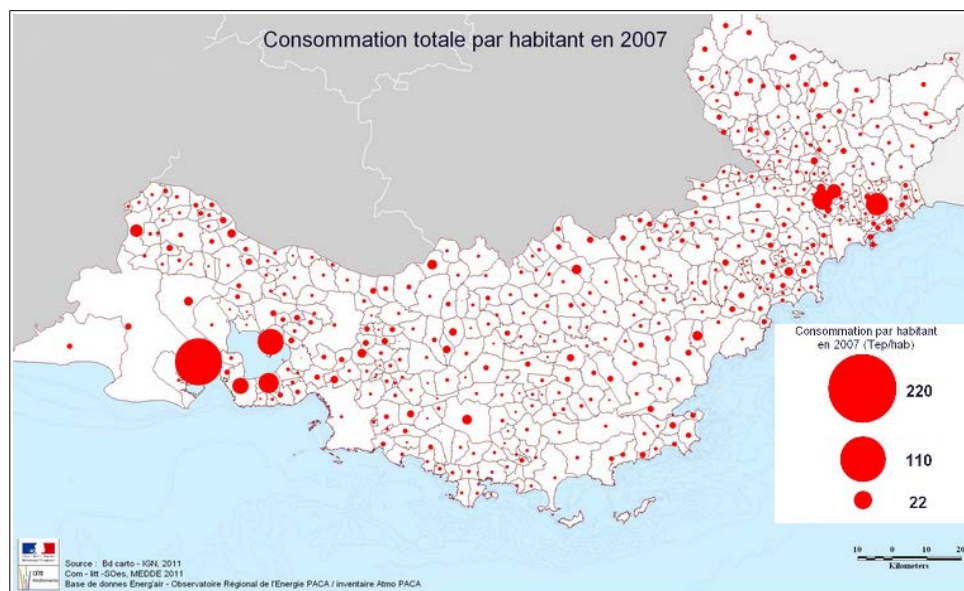 Consommation totale par habitant en 2007
Consommation par habitant
en 2007 (Tep/hab)
220
110
22
10 0 10 20
Kilometers
Source : Bd carto - IGN, 2011
Com - litt -SOes, MEDDE 2011
Base de donnes Energ'air - Observatoire Régional de l'Energie PACA / inventaire Atmo PACA
CETE